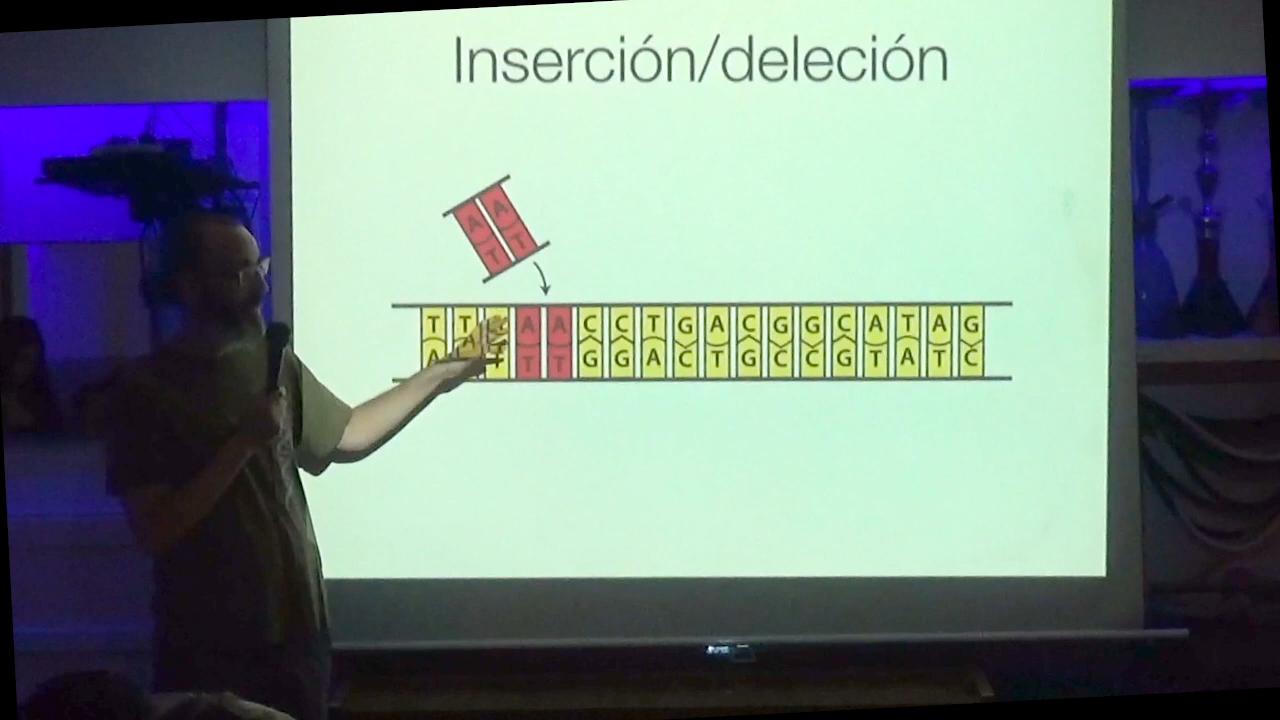 Inserción/deleción
A A
T T
T T A A C C T G A C G G C A T A G
A A T T T G G A C T G C C G T A T C